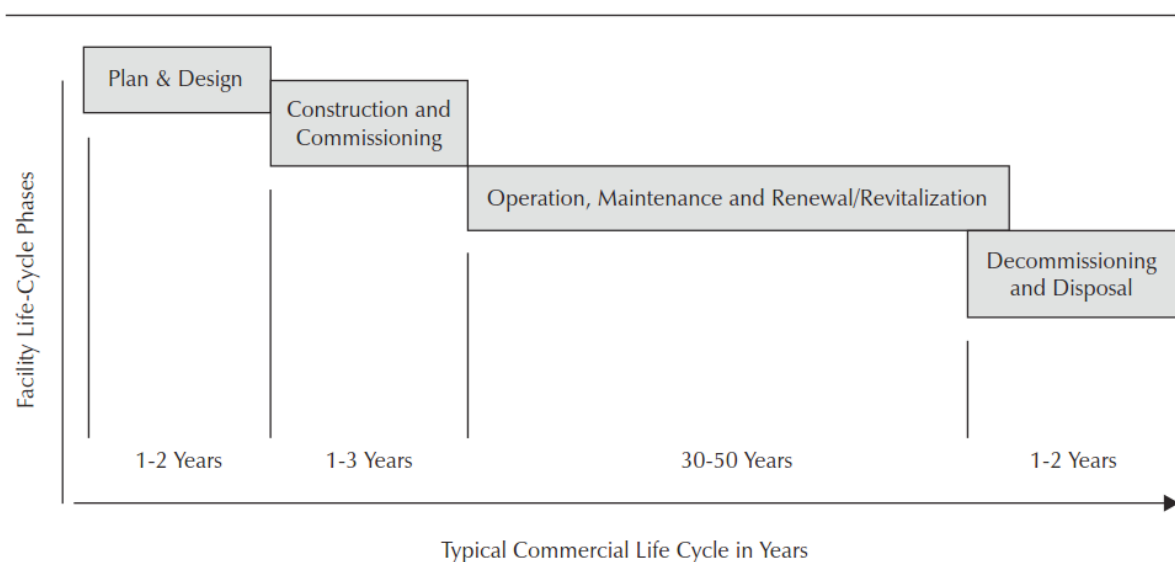 Plan & Design
Construction and
Commissioning
Operation, Maintenance and Renewal/Revitalization
Decommissioning
and Disposal
Facility Life-Cycle Phases
1-2 Years
1-3 Years
30-50 Years
1-2 Years
Typical Commercial Life Cycle in Years